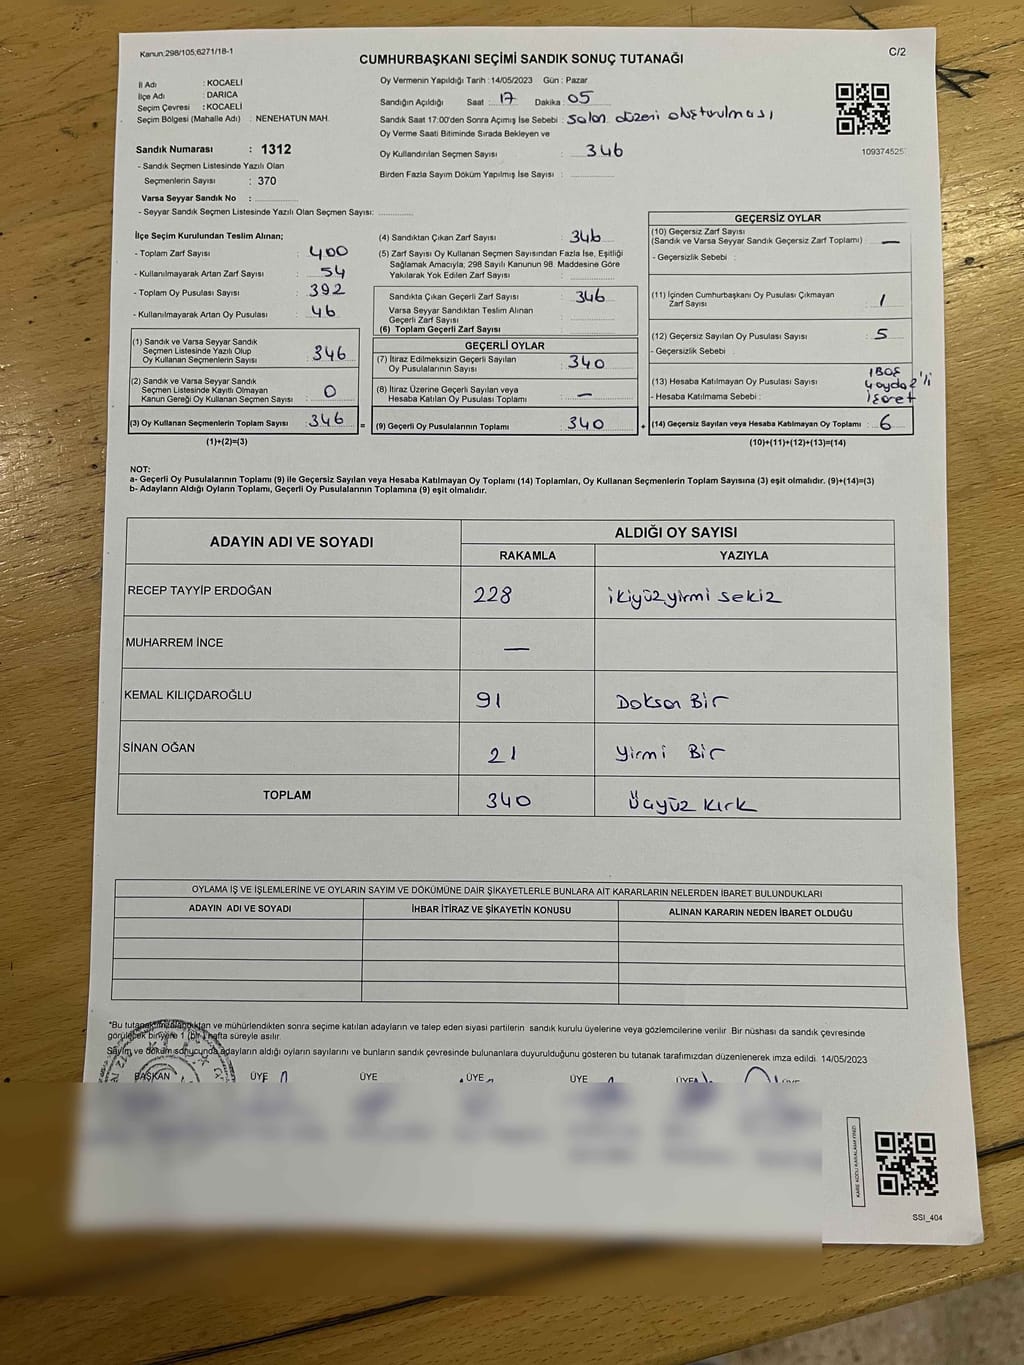 Kanun:298/105,6271/18-1
C/2
CUMHURBAŞKANI SEÇİMİ SANDIK SONUÇ TUTANAĞI
İl Adı : KOCAELİ
İlçe Adı : DARICA
Seçim Çevresi : KOCAELİ
Seçim Bölgesi (Mahalle Adı) : NENEHATUN MAH.
Oy Vermenin Yapıldığı Tarih : 14/05/2023 Gün : Pazar
Sandığın Açıldığı Saat : 17 Dakika : 05
Sandık Saat 17:00'den Sonra Açımış İse Sebebi : Salon düzeni oluşturulması
Oy Verme Saati Bitiminde Sırada Bekleyen ve
Oy Kullandırılan Seçmen Sayısı : 346
Birden Fazla Sayım Döküm Yapılmış İse Sayısı :
109374525
Sandık Numarası : 1312
- Sandık Seçmen Listesinde Yazılı Olan
Seçmenlerin Sayısı : 370
Varsa Seyyar Sandık No :
- Seyyar Sandık Seçmen Listesinde Yazılı Olan Seçmen Sayısı:
İlçe Seçim Kurulundan Teslim Alınan;
- Toplam Zarf Sayısı : 400
- Kullanılmayarak Artan Zarf Sayısı : 54
- Toplam Oy Pusulası Sayısı : 392
- Kullanılmayarak Artan Oy Pusulası : 46
(1) Sandık ve Varsa Seyyar Sandık
Seçmen Listesinde Yazılı Olup
Oy Kullanan Seçmenlerin Sayısı : 346
(2) Sandık ve Varsa Seyyar Sandık
Seçmen Listesinde Kayıtlı Olmayan
Kanun Gereği Oy Kullanan Seçmen Sayısı : 0
(3) Oy Kullanan Seçmenlerin Toplam Sayısı : 346 =
(1)+(2)=(3)
(4) Sandıktan Çıkan Zarf Sayısı : 346
(5) Zarf Sayısı Oy Kullanan Seçmen Sayısından Fazla İse, Eşitliği
Sağlamak Amacıyla, 298 Sayılı Kanunun 98. Maddesine Göre
Yakılarak Yok Edilen Zarf Sayısı :
Sandıkta Çıkan Geçerli Zarf Sayısı : 346
Varsa Seyyar Sandıktan Teslim Alınan
Geçerli Zarf Sayısı :
(6) Toplam Geçerli Zarf Sayısı :
GEÇERLİ OYLAR
(7) İtiraz Edilmeksizin Geçerli Sayılan
Oy Pusulalarının Sayısı : 340
(8) İtiraz Üzerine Geçerli Sayılan veya
Hesaba Katılan Oy Pusulası Toplamı : —
(9) Geçerli Oy Pusulalarının Toplamı : 340 +
GEÇERSİZ OYLAR
(10) Geçersiz Zarf Sayısı
(Sandık ve Varsa Seyyar Sandık Geçersiz Zarf Toplamı) : —
- Geçersizlik Sebebi :
(11) İçinden Cumhurbaşkanı Oy Pusulası Çıkmayan
Zarf Sayısı : 1
(12) Geçersiz Sayılan Oy Pusulası Sayısı : 5
- Geçersizlik Sebebi :
(13) Hesaba Katılmayan Oy Pusulası Sayısı :
- Hesaba Katılmama Sebebi :
1 BOŞ
(14) Geçersiz Sayılan veya Hesaba Katılmayan Oy Toplamı : 6
(10)+(11)+(12)+(13)=(14)
NOT:
a- Geçerli Oy Pusulalarının Toplamı (9) ile Geçersiz Sayılan veya Hesaba Katılmayan Oy Toplamı (14) Toplamları, Oy Kullanan Seçmenlerin Toplam Sayısına (3) eşit olmalıdır. (9)+(14)=(3)
b- Adayların Aldığı Oyların Toplamı, Geçerli Oy Pusulalarının Toplamına (9) eşit olmalıdır.
ADAYIN ADI VE SOYADI
ALDIĞI OY SAYISI
RAKAMLA YAZIYLA
RECEP TAYYİP ERDOĞAN 228 ikiyüzyirmi sekiz
MUHARREM İNCE —
KEMAL KILIÇDAROĞLU 91 Doksan Bir
SİNAN OĞAN 21 Yirmi Bir
TOPLAM 340 Üçyüz kırk
OYLAMA İŞ VE İŞLEMLERİNE VE OYLARIN SAYIM VE DÖKÜMÜNE DAİR ŞİKAYETLERLE BUNLARA AİT KARARLARIN NELERDEN İBARET BULUNDUKLARI
ADAYIN ADI VE SOYADI İHBAR İTİRAZ VE ŞİKAYETİN KONUSU ALINAN KARARIN NEDEN İBARET OLDUĞU
*Bu tutanak imzalandıktan ve mühürlendikten sonra seçime katılan adayların ve talep eden siyasi partilerin sandık kurulu üyelerine veya gözlemcilerine verilir. Bir nüshası da sandık çevresinde
görülebilecek biryere 1 (bir) hafta süreyle asılır.
Sayım ve döküm sonucunda adayların aldığı oyların sayılarını ve bunların sandık çevresinde bulunanlara duyurulduğunu gösteren bu tutanak tarafımızdan düzenlenerek imza edildi. 14/05/2023
BAŞKAN ÜYE ÜYE ÜYE ÜYE ÜYE ÜYE
SSI_404